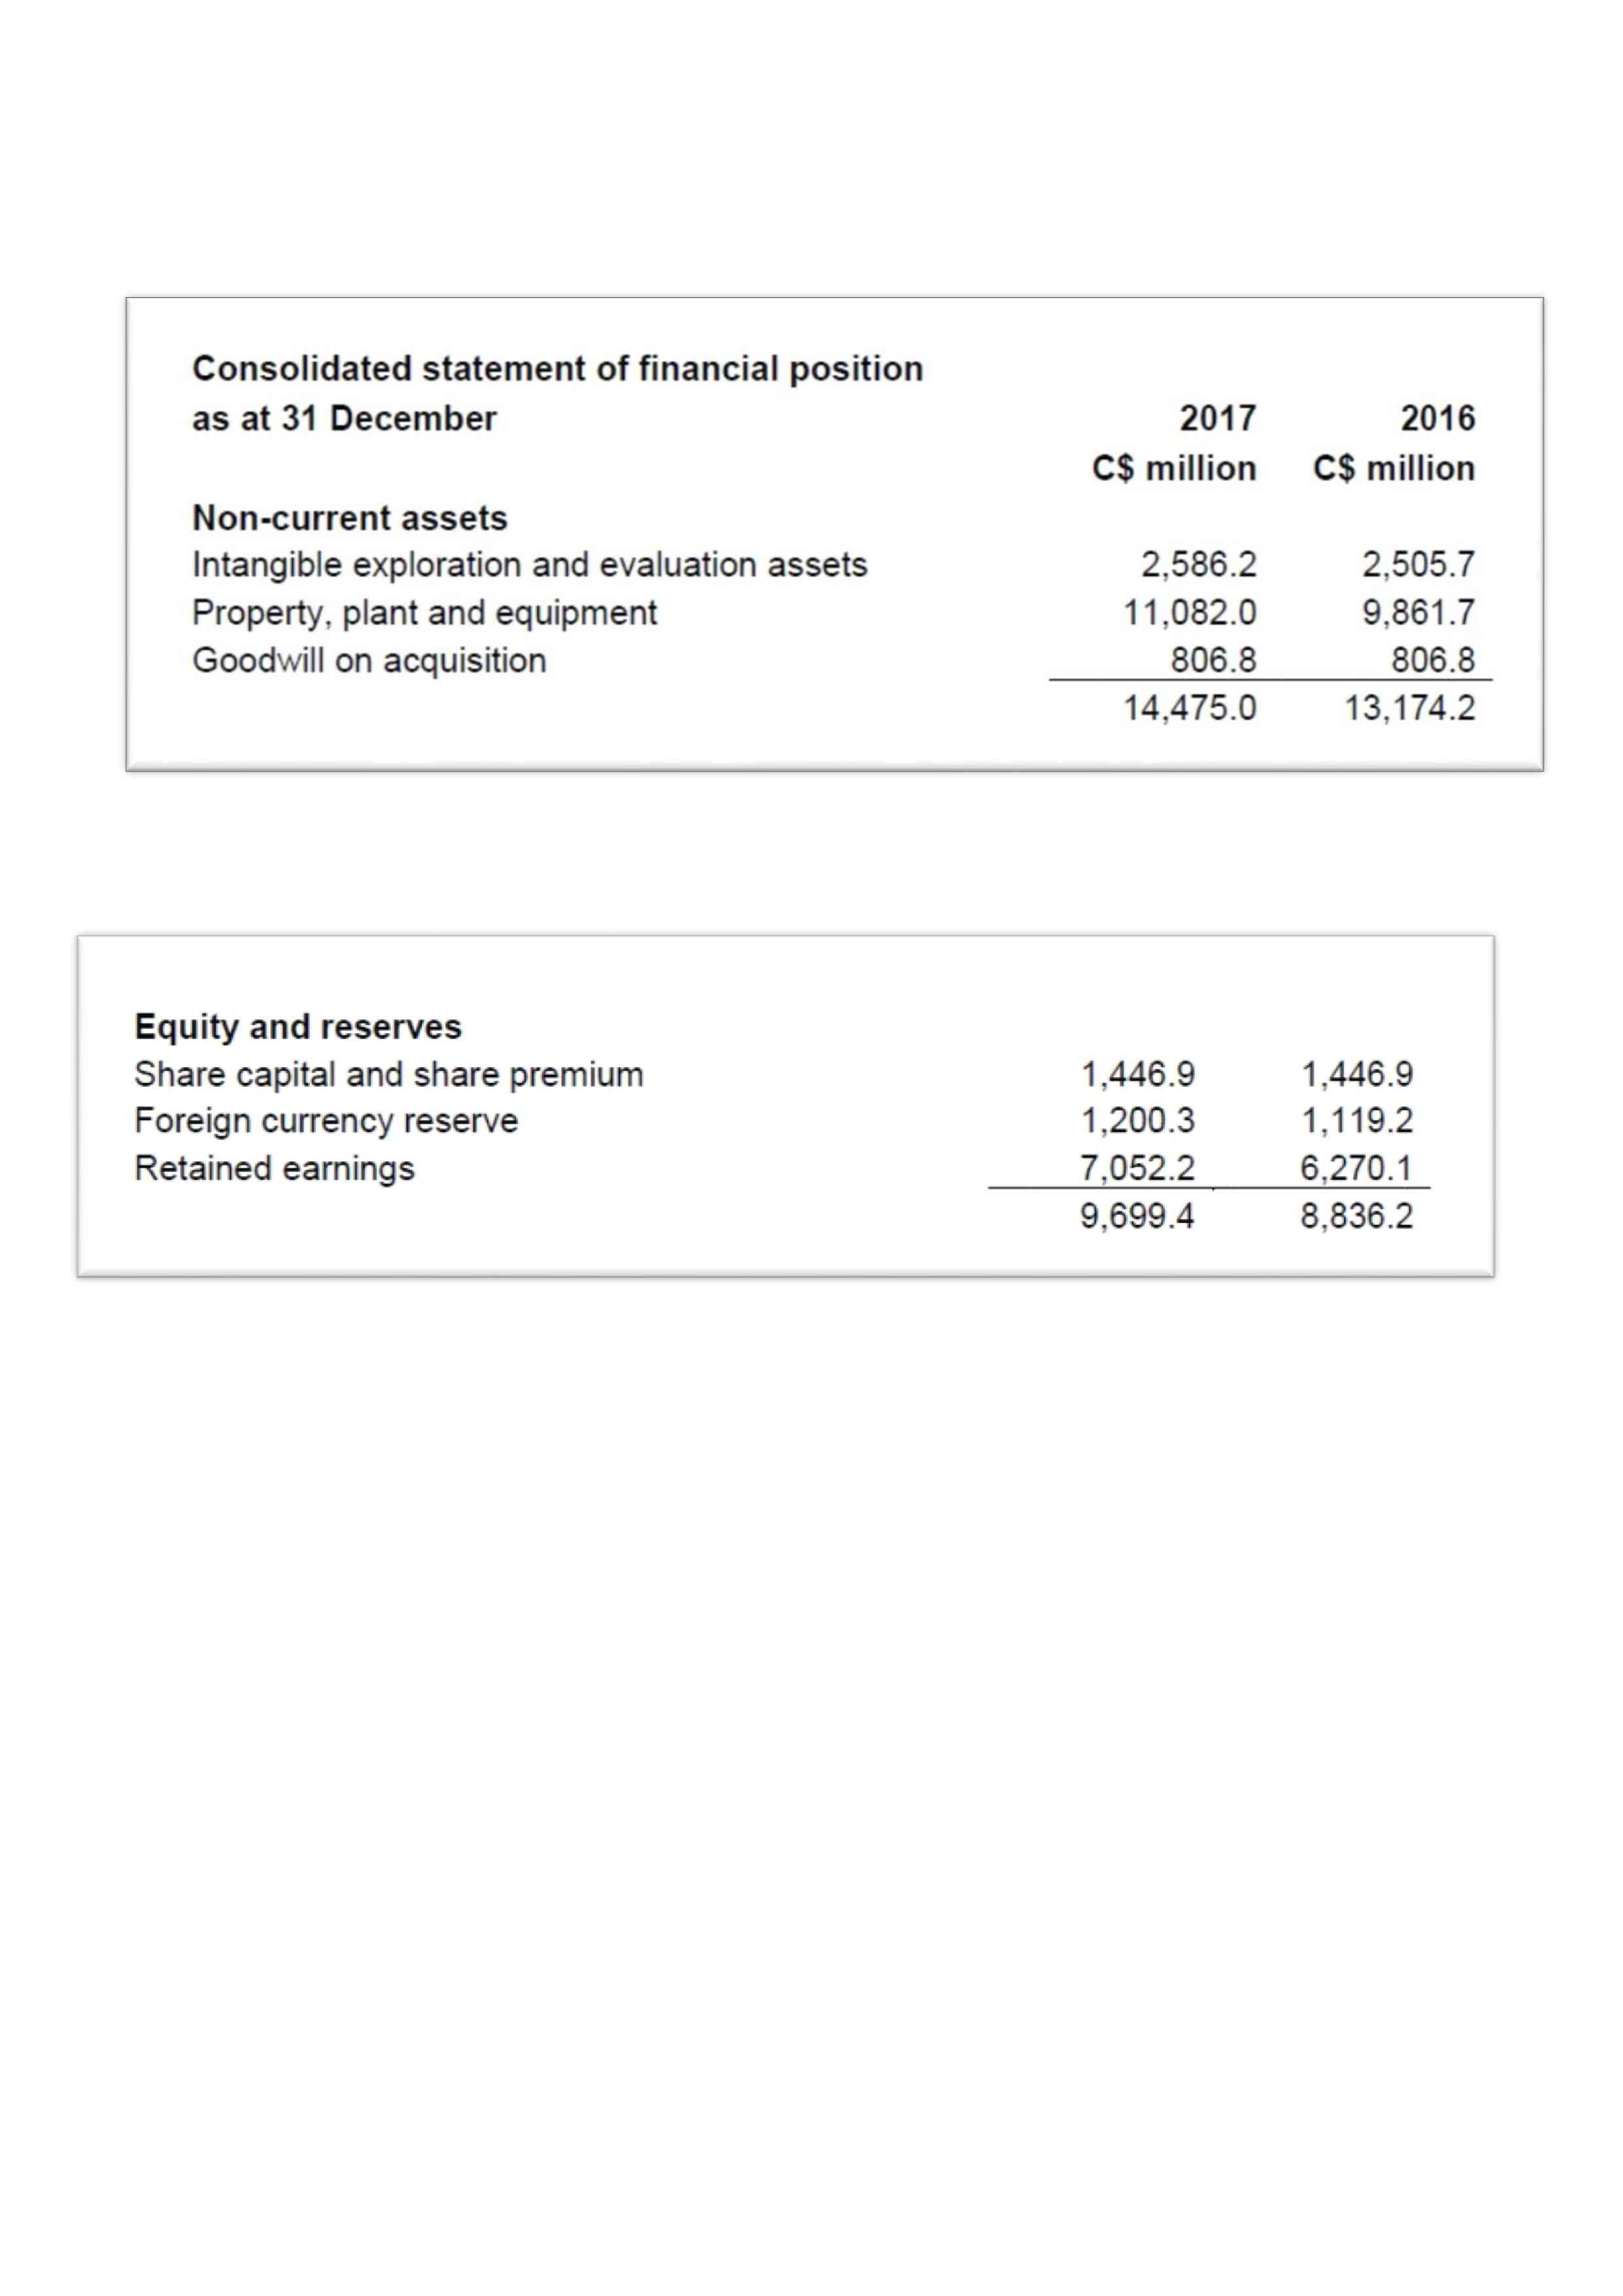 Consolidated statement of financial position
as at 31 December 2017 2016
C$ million C$ million
Non-current assets
Intangible exploration and evaluation assets 2,586.2 2,505.7
Property, plant and equipment 11,082.0 9,861.7
Goodwill on acquisition 806.8 806.8
14,475.0 13,174.2
Equity and reserves
Share capital and share premium 1,446.9 1,446.9
Foreign currency reserve 1,200.3 1,119.2
Retained earnings 7,052.2 6,270.1
9,699.4 8,836.2